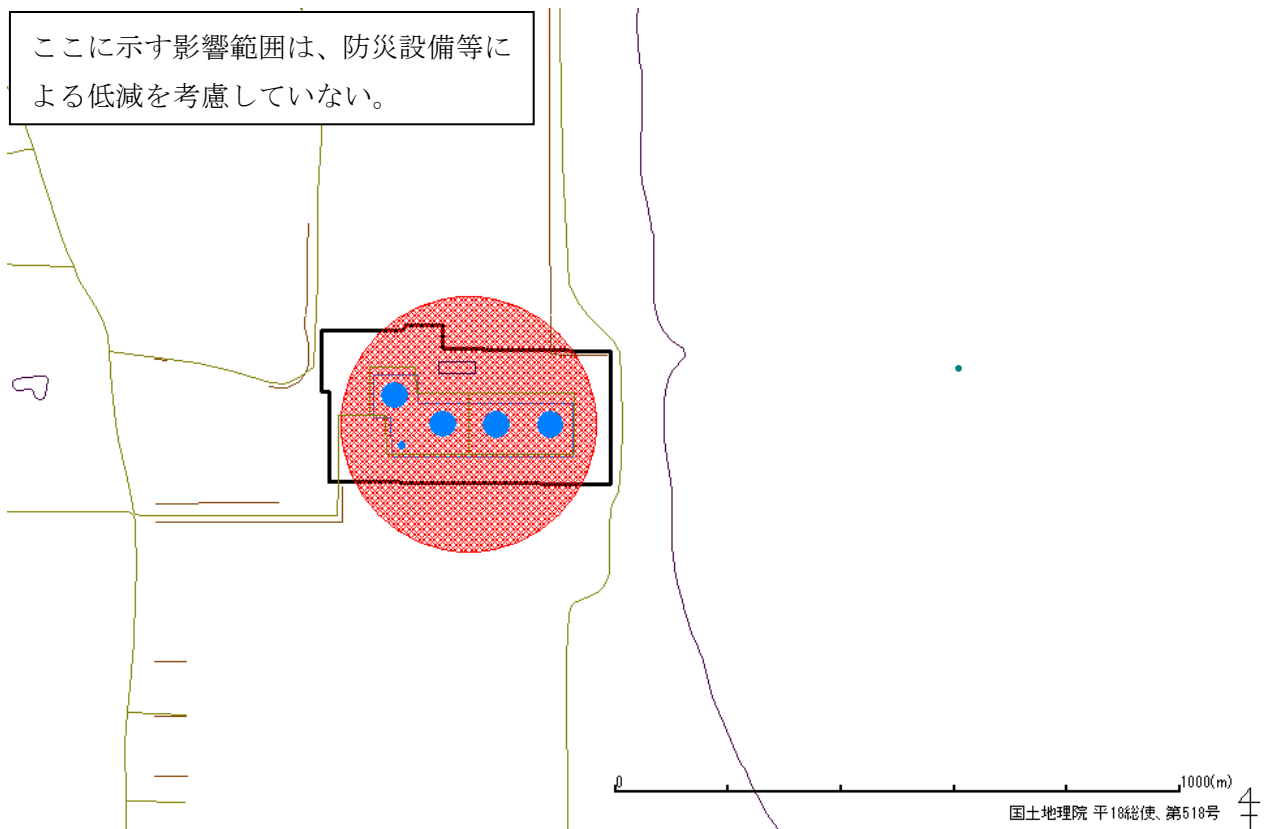 ここに示す影響範囲は、防災設備等に
よる低減を考慮していない。
0
1000(m)
国土地理院 平18総使、第518号